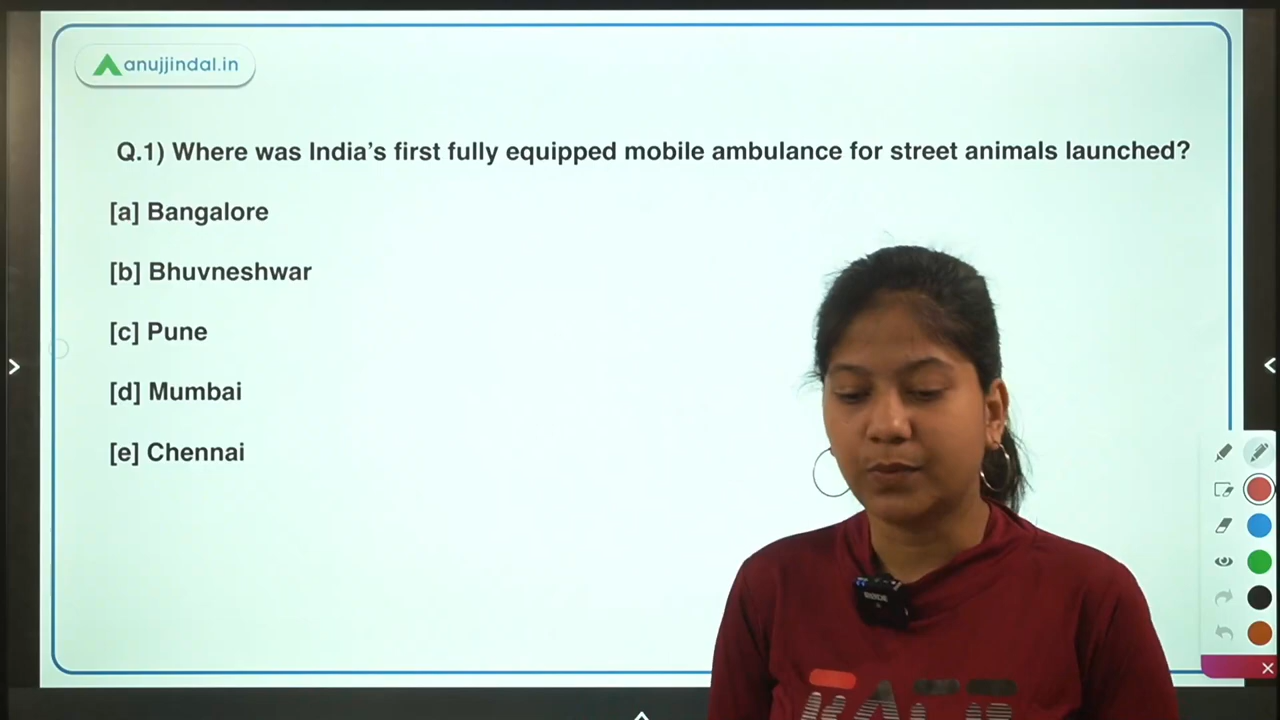 anujjindal.in
Q.1) Where was India’s first fully equipped mobile ambulance for street animals launched?
[a] Bangalore
[b] Bhuvneshwar
[c] Pune
[d] Mumbai
[e] Chennai